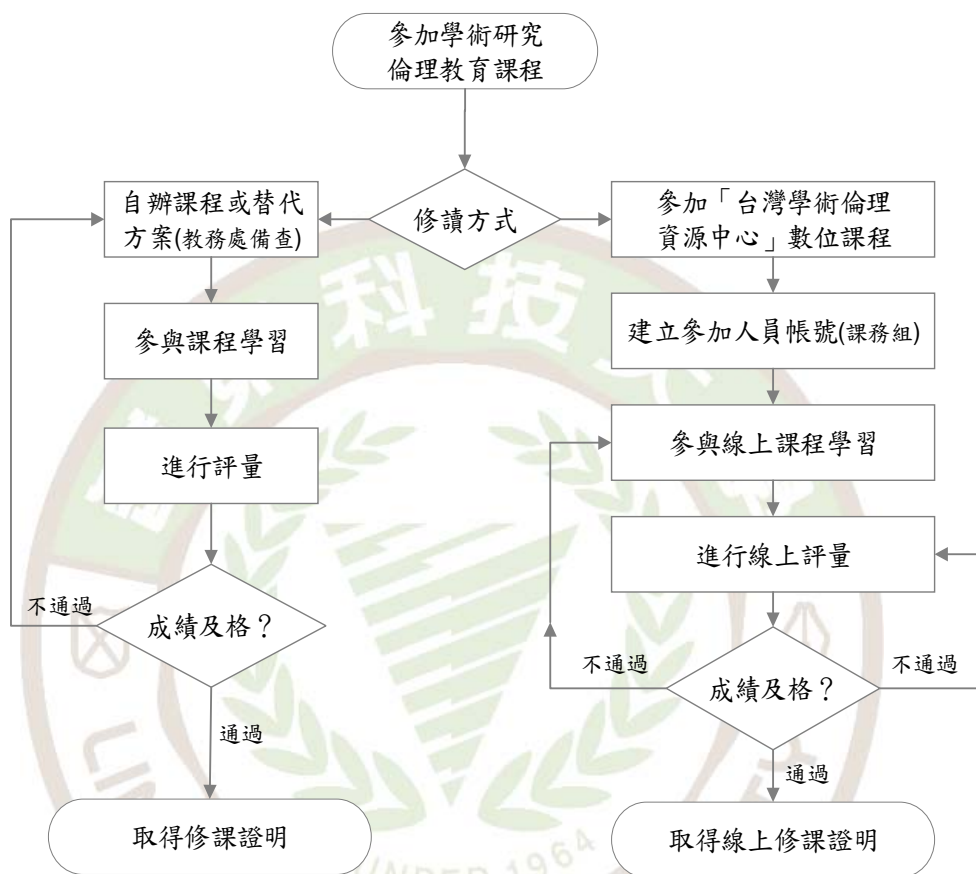 參加學術研究
倫理教育課程
修讀方式
自辦課程或替代
方案(教務處備查)
參與課程學習
進行評量
不通過
成績及格？
通過
取得修課證明
參加「台灣學術倫理
資源中心」數位課程
建立參加人員帳號(課務組)
參與線上課程學習
進行線上評量
不通過
成績及格？
不通過
通過
取得線上修課證明
科技
1964